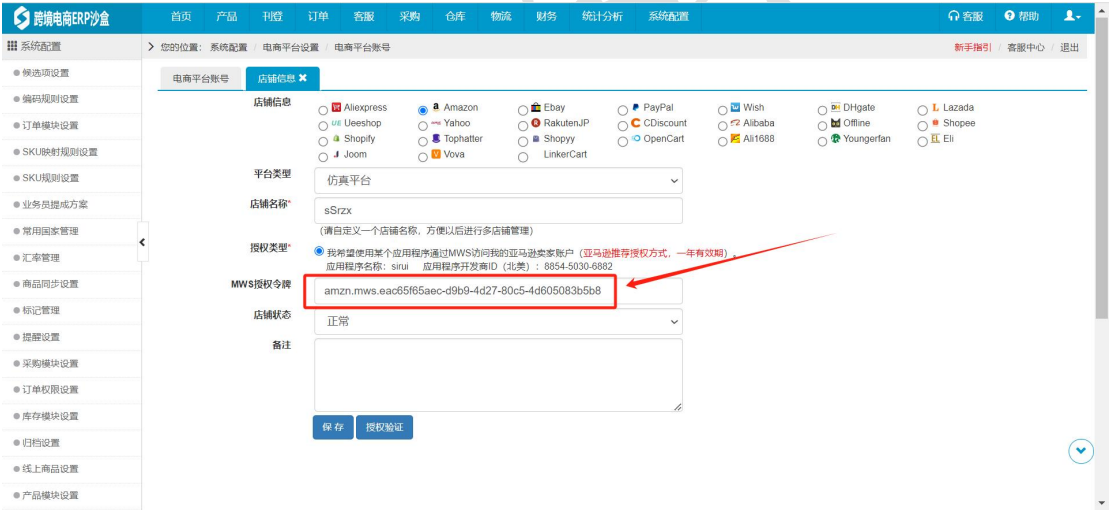 跨境电商ERP沙盒 首页 产品 刊登 订单 客服 采购 仓库 物流 财务 统计分析 系统配置 客服 帮助
系统配置 您的位置: 系统配置 / 电商平台设置 / 电商平台账号 新手指引 / 客服中心 / 退出
候选项设置
编码规则设置
订单模块设置
SKU映射规则设置
SKU规则设置
业务员提成方案
常用国家管理
汇率管理
商品同步设置
标记管理
提醒设置
采购模块设置
订单权限设置
库存模块设置
归档设置
线上商品设置
产品模块设置
电商平台账号 店铺信息
店铺信息
Aliexpress Amazon Ebay PayPal Wish DHgate Lazada
Ueeshop Yahoo RakutenJP CDiscount Alibaba Offline Shopee
Shopify Tophatter Shopyy OpenCart Ali1688 Youngerfan Eli
Joom Vova LinkerCart
平台类型 仿真平台
店铺名称* sSrzx
(请自定义一个店铺名称，方便以后进行多店铺管理)
授权类型* 我希望使用某个应用程序通过MWS访问我的亚马逊卖家账户（亚马逊推荐授权方式，一年有效期）。
应用程序名称：sirui 应用程序开发商ID（北美）：8854-5030-6882
MWS授权令牌 amzn.mws.eac65f65aec-d9b9-4d27-80c5-4d605083b5b8
店铺状态 正常
备注
保存 授权验证